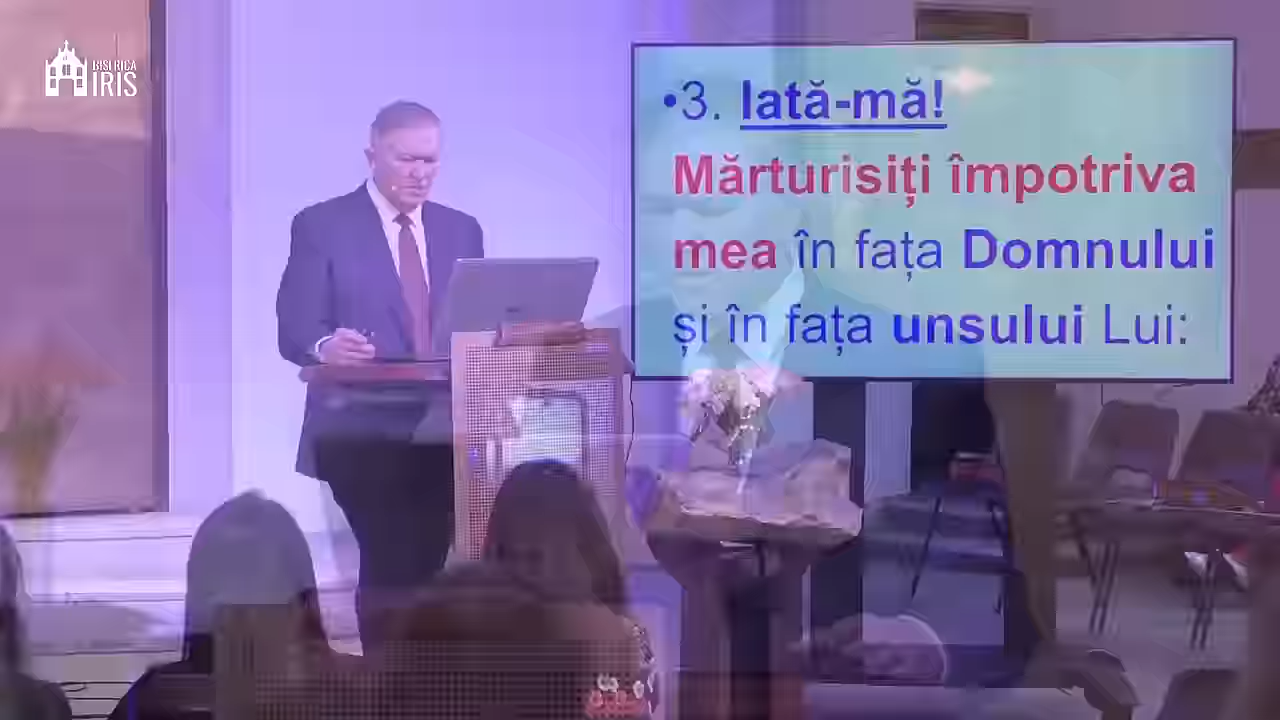 BISERICA
IRIS
•3. Iată-mă!
Mărturisiți împotriva
mea în fața Domnului
și în fața unsului Lui: